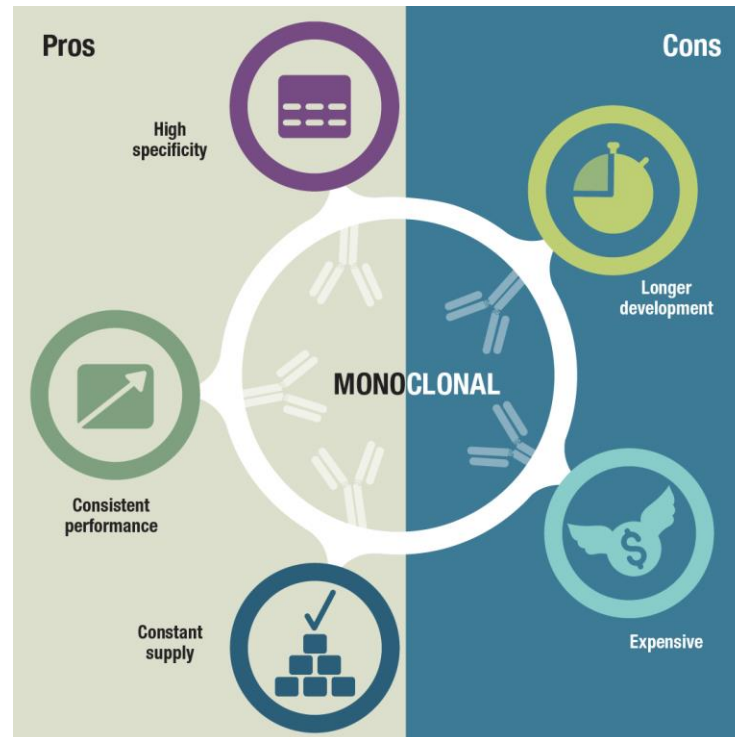 Pros
Cons
High
specificity
Longer
development
MONOCLONAL
Consistent
performance
Constant
supply
Expensive
$